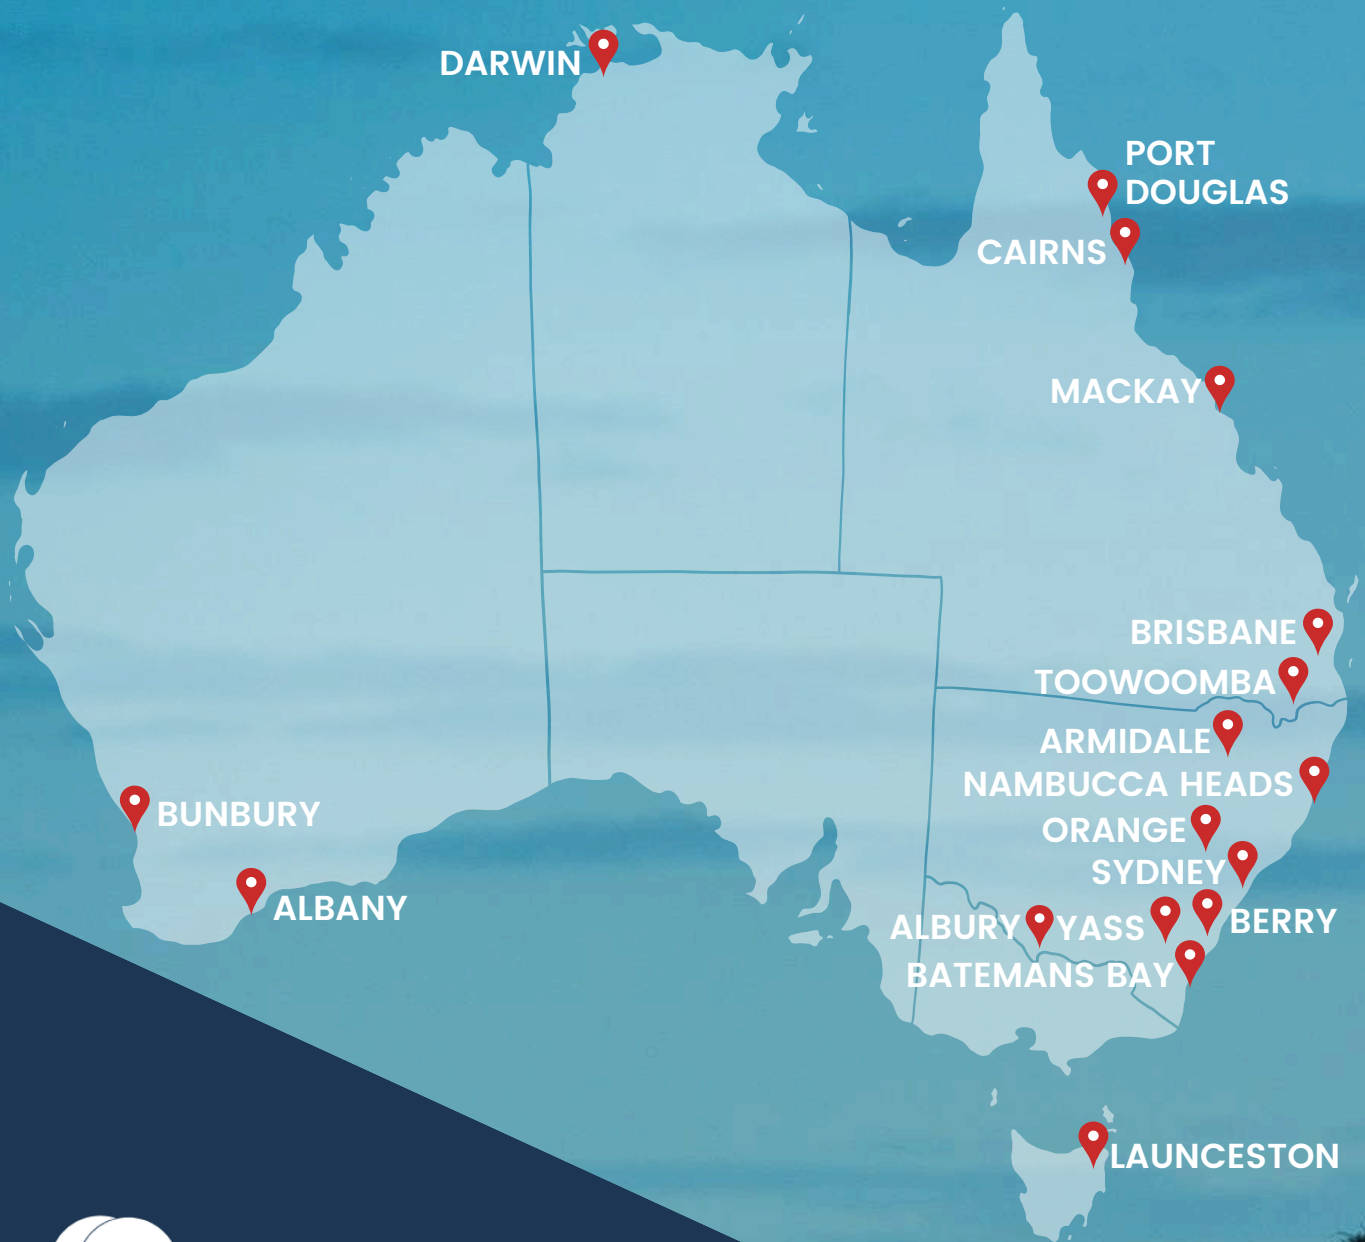 DARWIN
PORT
DOUGLAS
CAIRNS
MACKAY
BRISBANE
TOOWOOMBA
ARMIDALE
NAMBUCCA HEADS
BUNBURY
ORANGE
SYDNEY
ALBANY
ALBURY
YASS
BERRY
BATEMANS BAY
LAUNCESTON